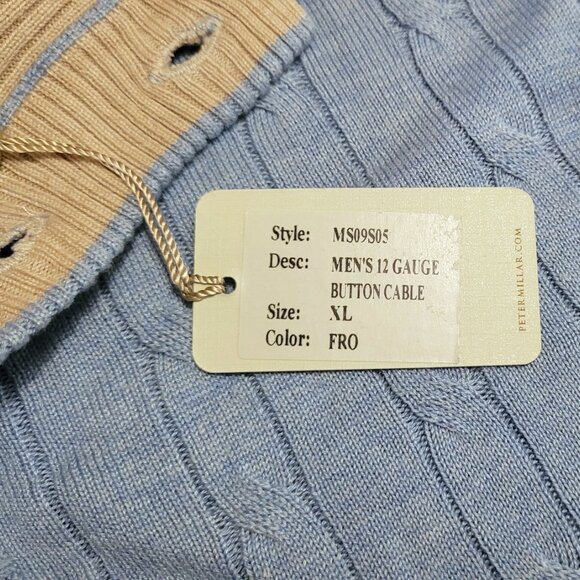 Style: MS09S05
Desc: MEN'S 12 GAUGE
BUTTON CABLE
Size: XL
Color: FRO
PETERMILLAR.COM